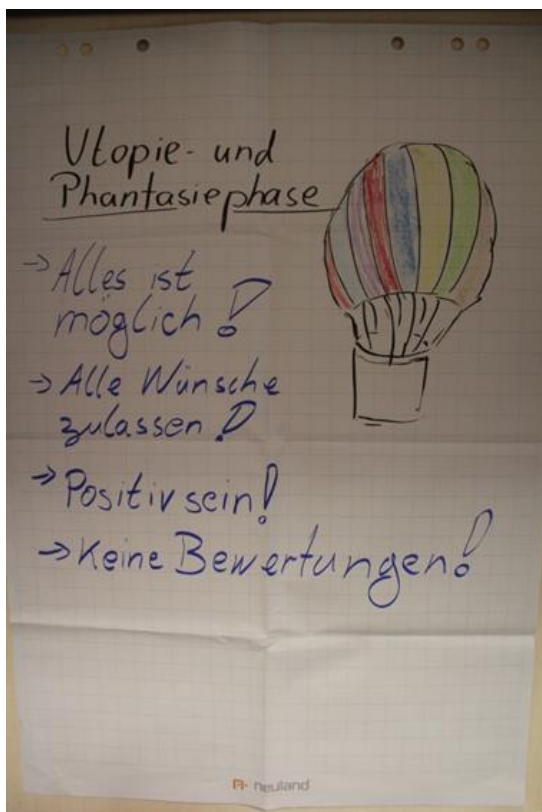 Utopie- und
Phantasiephase
→ Alles ist
möglich!
→ Alle Wünsche
zulassen!
→ Positiv sein!
→ Keine Bewertungen!
neuland